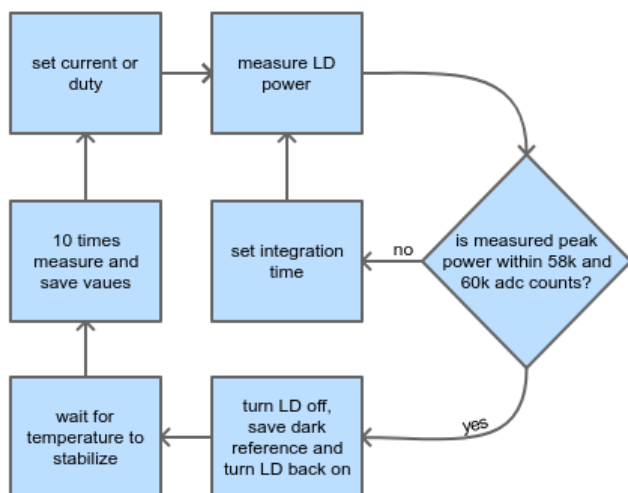 set current or
duty
measure LD
power
is measured peak
power within 58k and
60k adc counts?
no
set integration
time
yes
turn LD off,
save dark
reference and
turn LD back on
wait for
temperature to
stabilize
10 times
measure and
save vaues